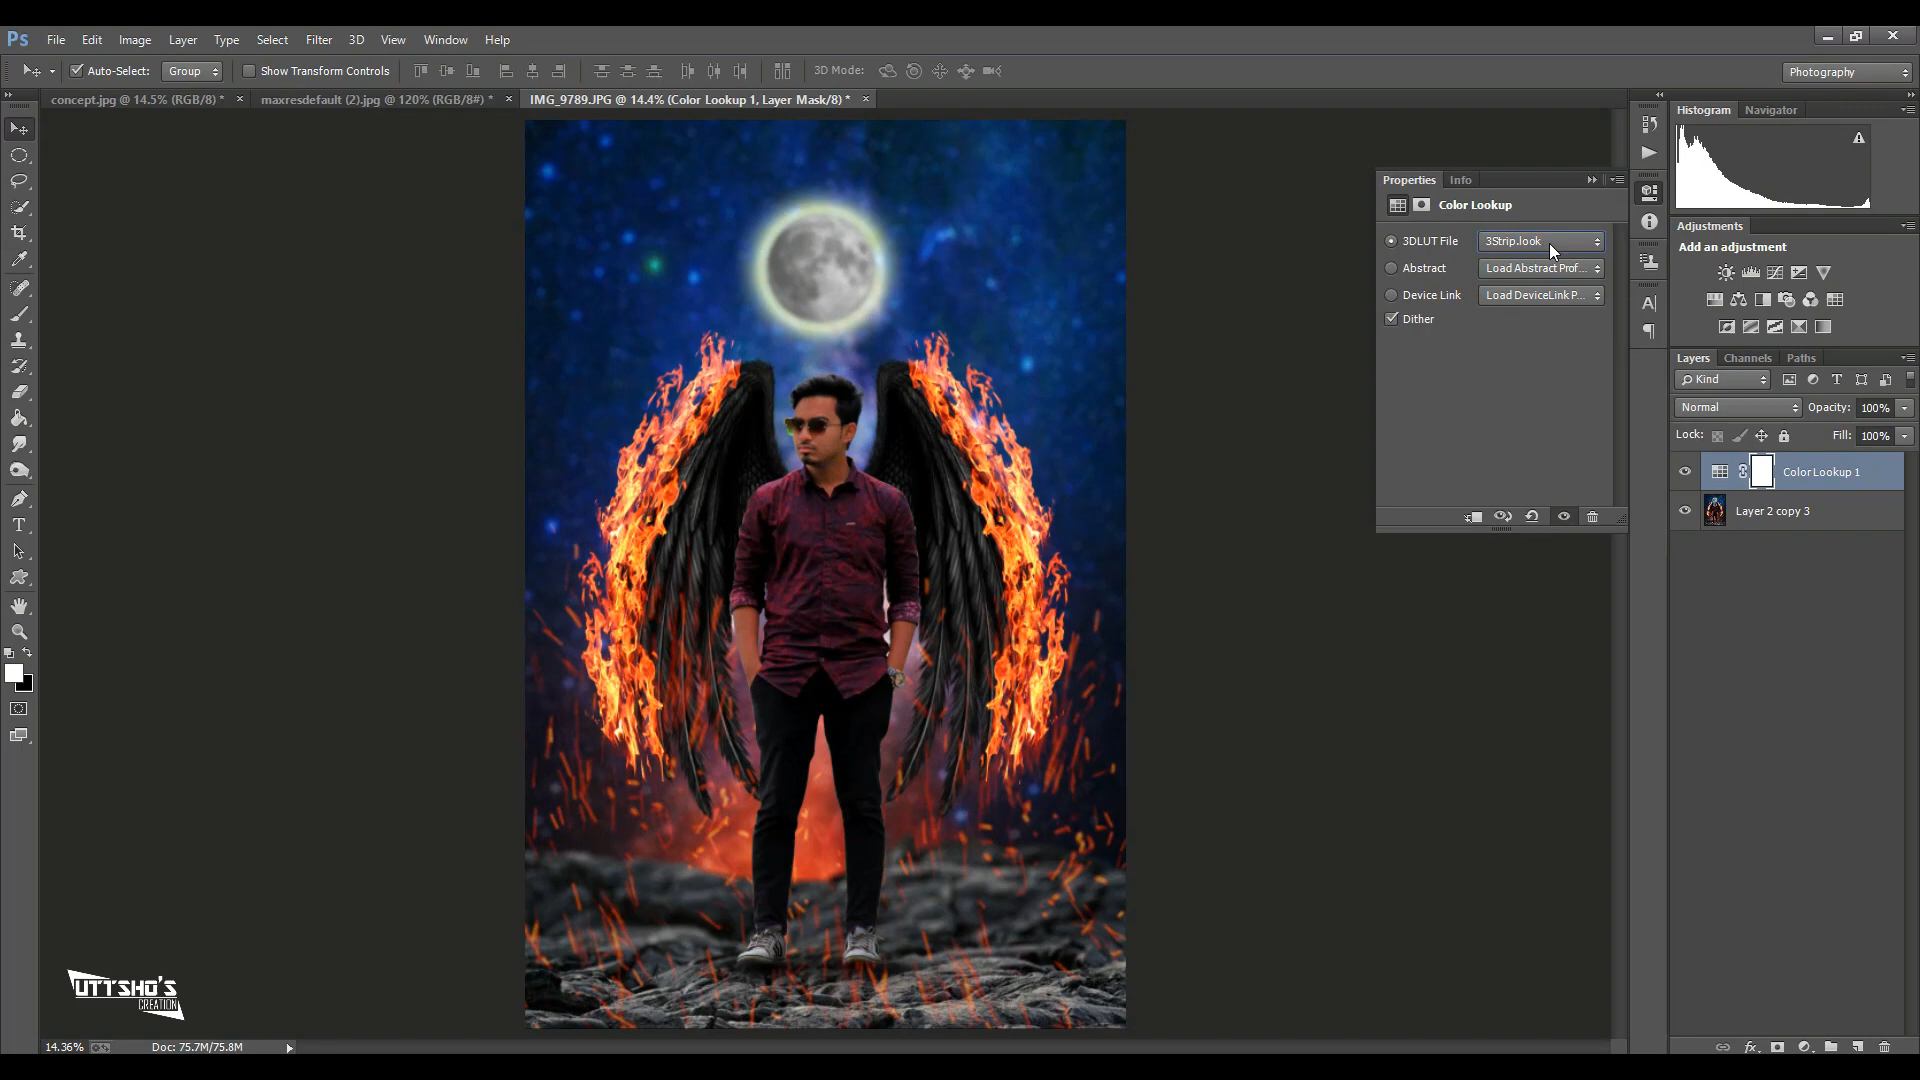 Ps File Edit Image Layer Type Select Filter 3D View Window Help
Auto-Select: Group Show Transform Controls 3D Mode: Photography
concept.jpg @ 14.5% (RGB/8) * × maxresdefault (2).jpg @ 120% (RGB/8#) * × IMG_9789.JPG @ 14.4% (Color Lookup 1, Layer Mask/8) * ×
Histogram Navigator
Properties Info
Color Lookup
3DLUT File 3Strip.look
Abstract Load Abstract Prof...
Device Link Load DeviceLink P...
Dither
Adjustments
Add an adjustment
Layers Channels Paths
Kind
Normal Opacity: 100%
Lock: Fill: 100%
Color Lookup 1
Layer 2 copy 3
UTTSHO'S
CREATION
14.36% Doc: 75.7M/75.8M